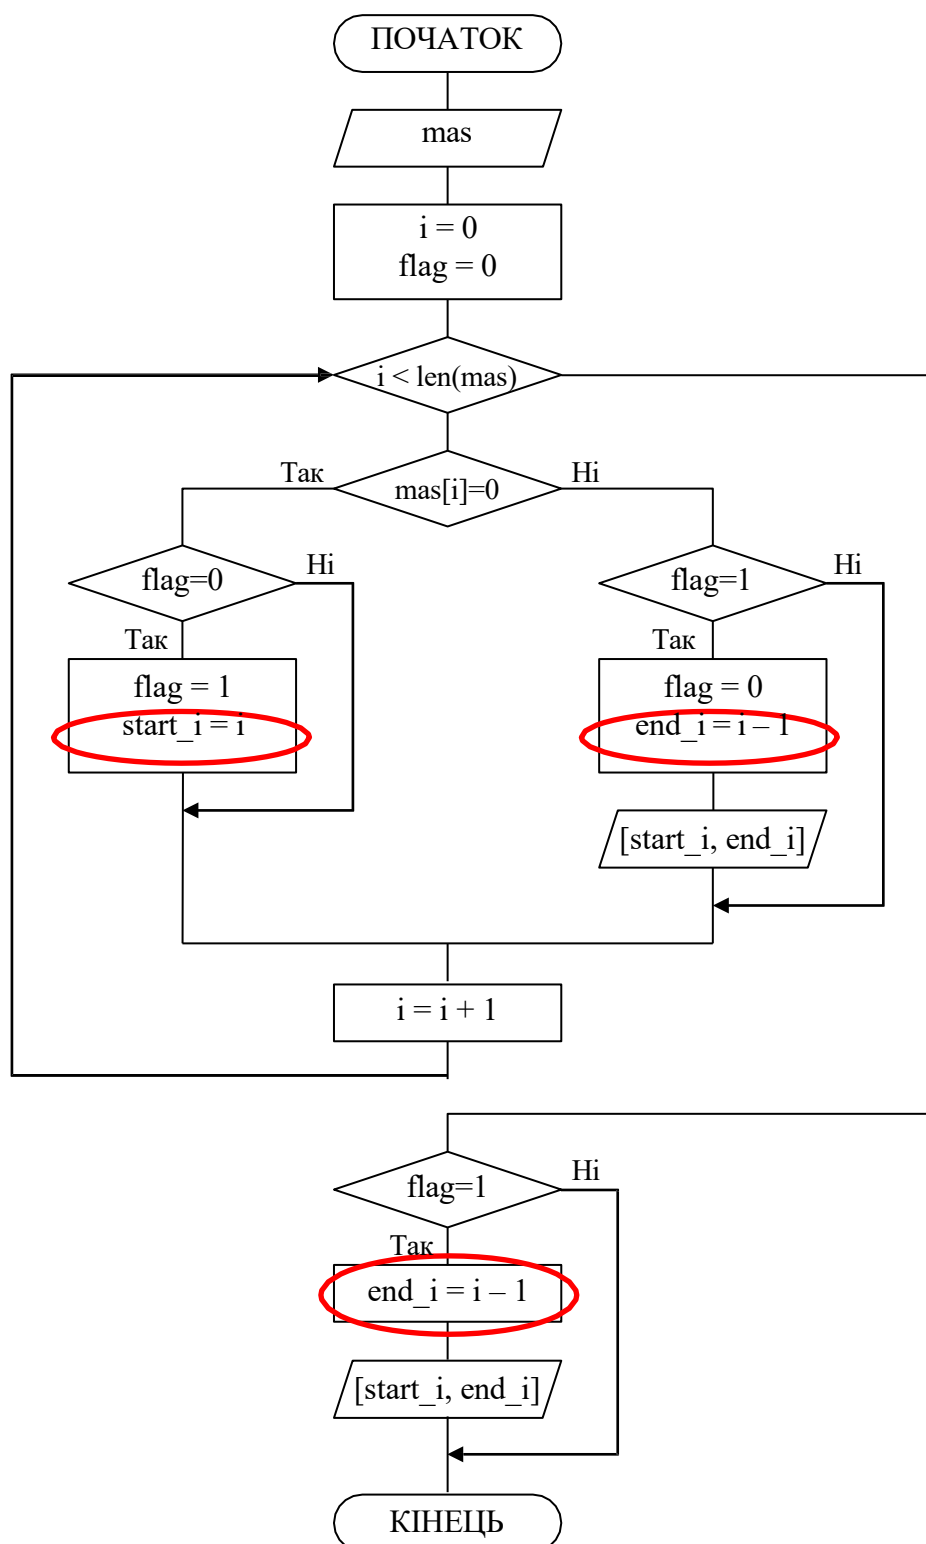 ПОЧАТОК
mas
i = 0
flag = 0
i < len(mas)
Так
mas[i]=0
Ні
flag=0
Ні
flag=1
Ні
Так
Так
flag = 1
start_i = i
flag = 0
end_i = i – 1
[start_i, end_i]
i = i + 1
flag=1
Ні
Так
end_i = i – 1
[start_i, end_i]
КІНЕЦЬ